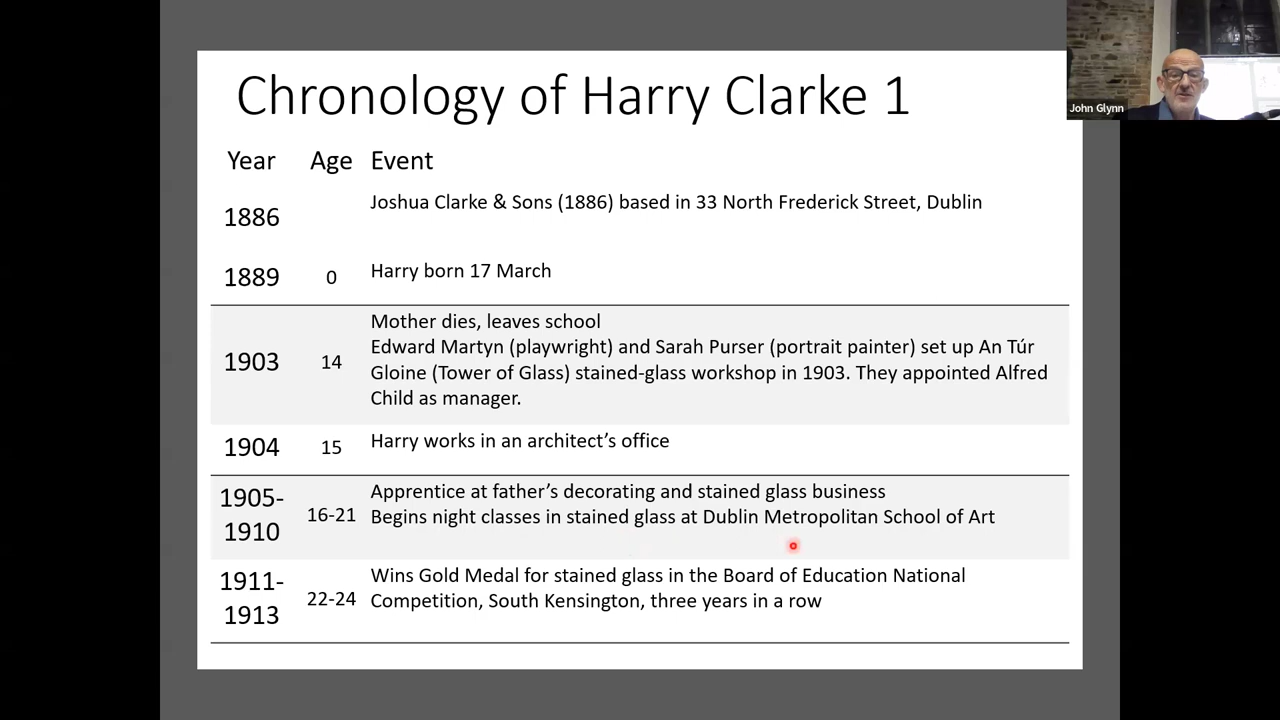 Chronology of Harry Clarke 1
John Glynn
Year Age Event
1886 Joshua Clarke & Sons (1886) based in 33 North Frederick Street, Dublin
1889 0 Harry born 17 March
1903 14 Mother dies, leaves school
Edward Martyn (playwright) and Sarah Purser (portrait painter) set up An Túr
Gloine (Tower of Glass) stained-glass workshop in 1903. They appointed Alfred
Child as manager.
1904 15 Harry works in an architect’s office
1905-
1910 16-21 Apprentice at father’s decorating and stained glass business
Begins night classes in stained glass at Dublin Metropolitan School of Art
1911-
1913 22-24 Wins Gold Medal for stained glass in the Board of Education National
Competition, South Kensington, three years in a row